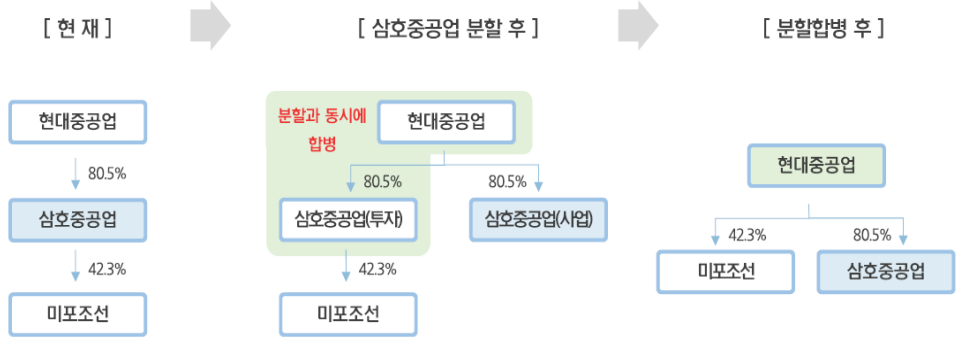 [ 현 재 ]
현대중공업
80.5%
삼호중공업
42.3%
미포조선
[ 삼호중공업 분할 후 ]
분할과 동시에
합병
현대중공업
80.5%
80.5%
삼호중공업(투자)
삼호중공업(사업)
42.3%
미포조선
[ 분할합병 후 ]
현대중공업
42.3%
80.5%
미포조선
삼호중공업